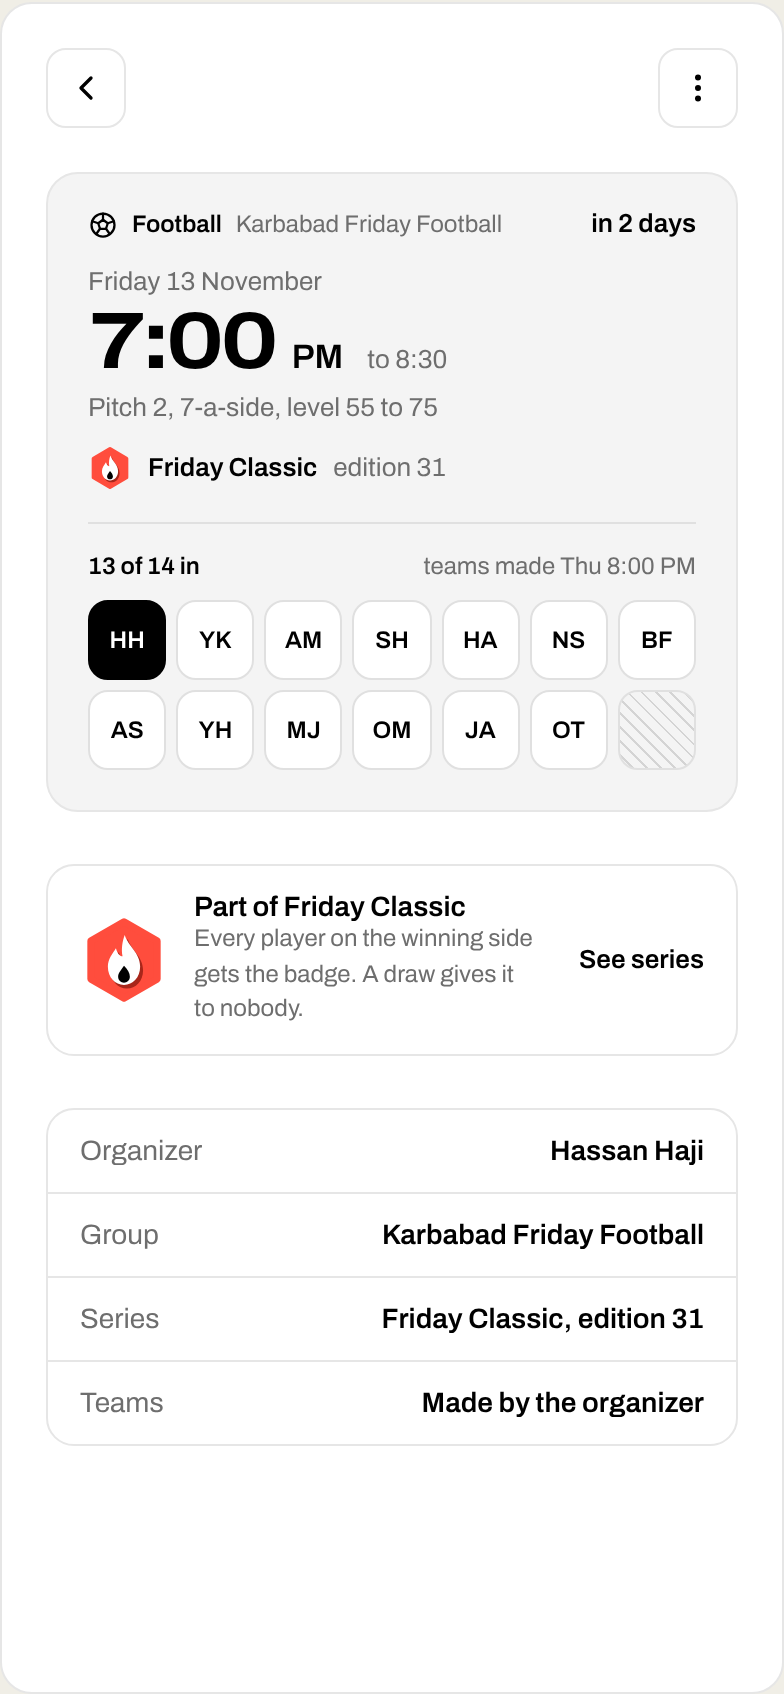 Football Karbabad Friday Football in 2 days
Friday 13 November
7:00 PM to 8:30
Pitch 2, 7-a-side, level 55 to 75
Friday Classic edition 31
13 of 14 in teams made Thu 8:00 PM
HH YK AM SH HA NS BF
AS YH MJ OM JA OT
Part of Friday Classic
Every player on the winning side
gets the badge. A draw gives it
to nobody.
See series
Organizer Hassan Haji
Group Karbabad Friday Football
Series Friday Classic, edition 31
Teams Made by the organizer